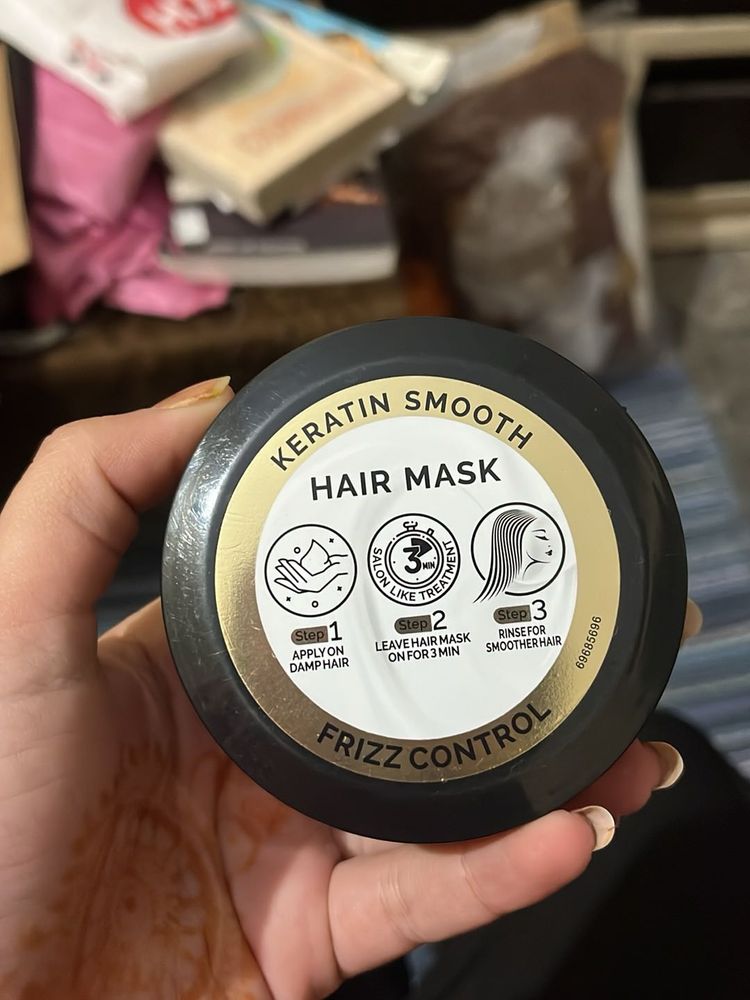 KERATIN SMOOTH
HAIR MASK
3 MIN
SALON LIKE TREATMENT
Step 1
APPLY ON
DAMP HAIR
Step 2
LEAVE HAIR MASK
ON FOR 3 MIN
Step 3
RINSE FOR
SMOOTHER HAIR
69685696
FRIZZ CONTROL